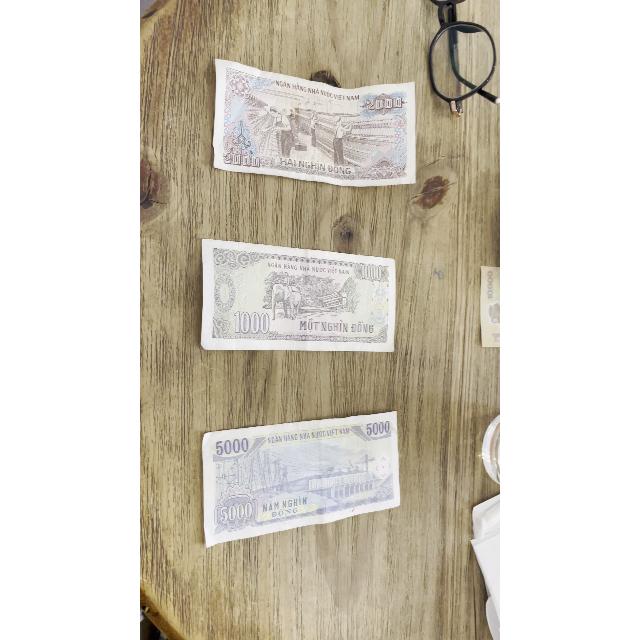 NGÂN HÀNG NHÀ NƯỚC VIỆT NAM
2000
2000
HAI NGHÌN ĐỒNG
NGÂN HÀNG NHÀ NƯỚC VIỆT NAM
1000
1000
MỘT NGHÌN ĐỒNG
10000
5000
NGÂN HÀNG NHÀ NƯỚC VIỆT NAM
5000
5000
NĂM NGHÌN
ĐỒNG